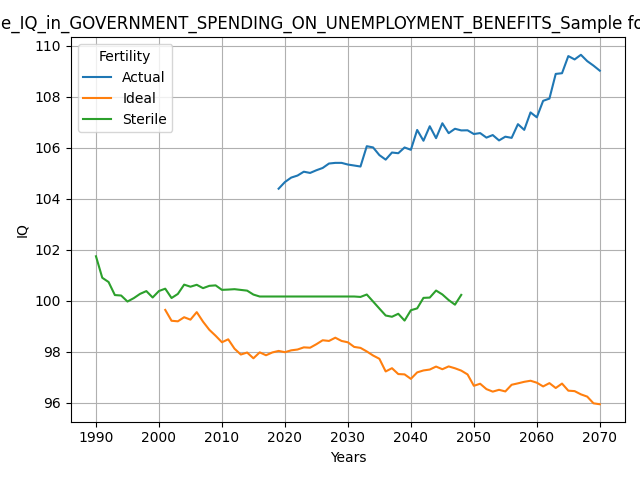 e_IQ_in_GOVERNMENT_SPENDING_ON_UNEMPLOYMENT_BENEFITS_Sample fo
Fertility
Actual
Ideal
Sterile
IQ
110
108
106
104
102
100
98
96
1990 2000 2010 2020 2030 2040 2050 2060 2070
Years